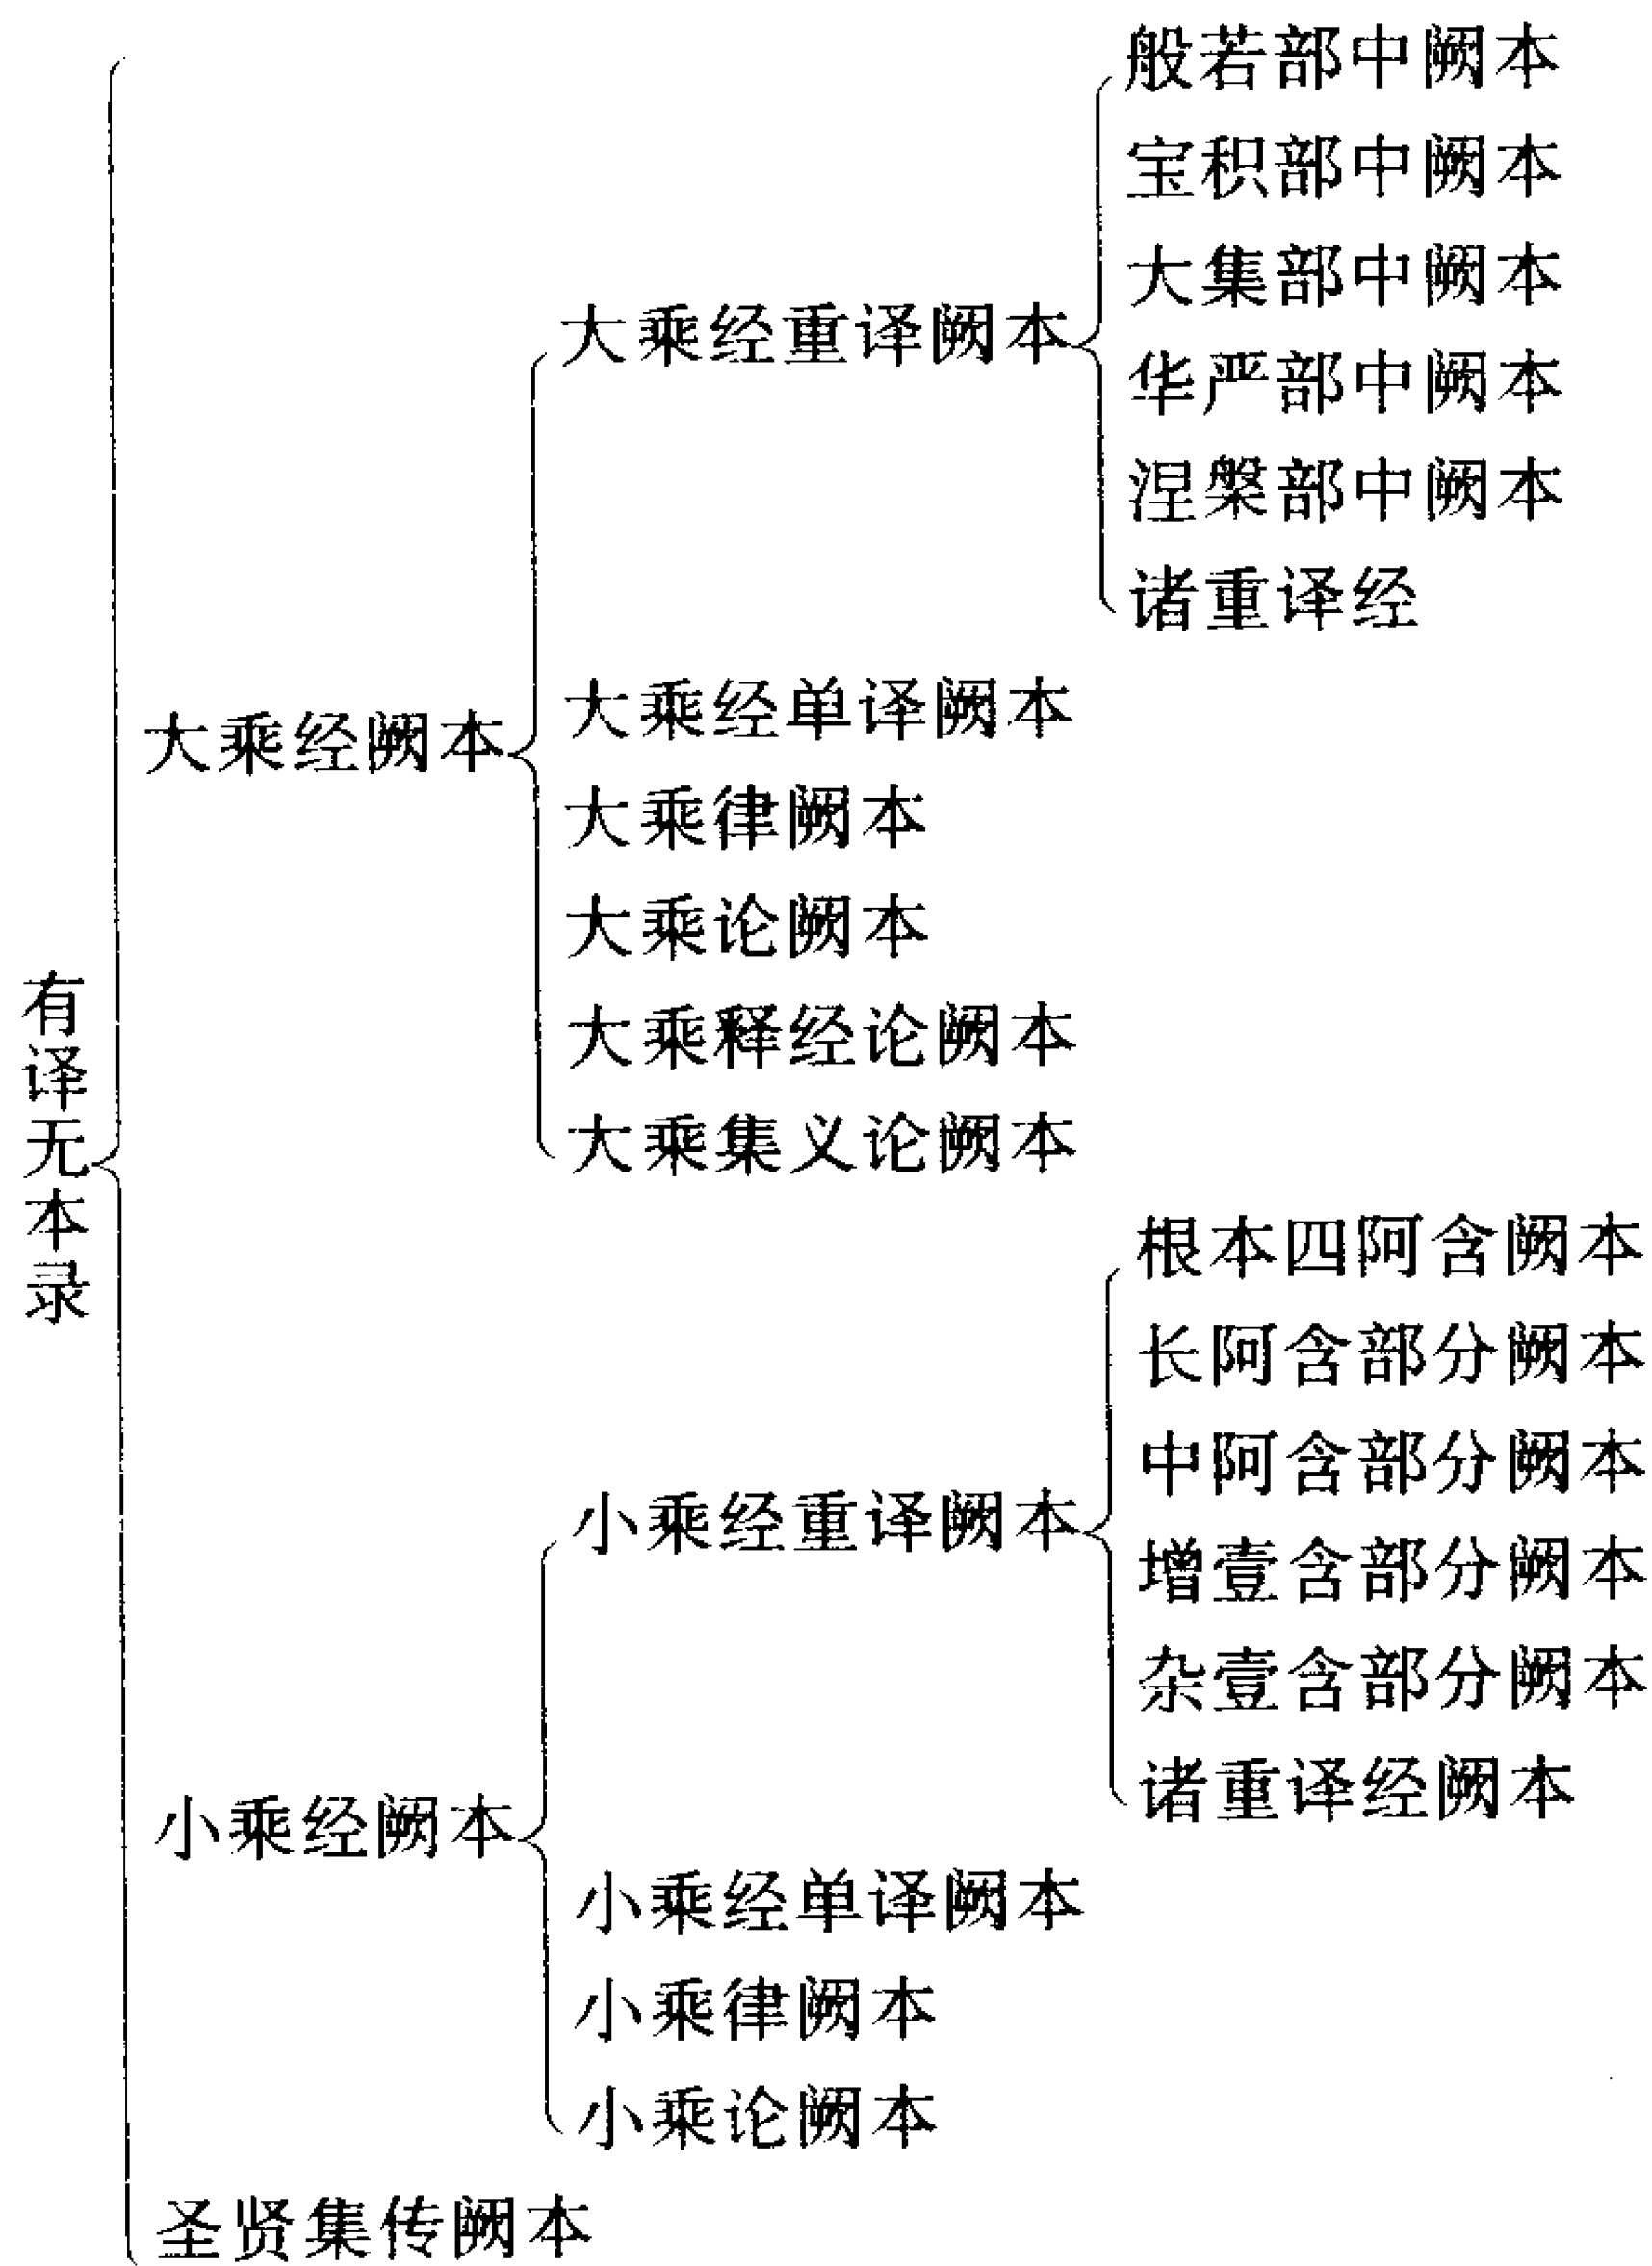 有译无本录
大乘经阙本
大乘经重译阙本
般若部中阙本
宝积部中阙本
大集部中阙本
华严部中阙本
涅槃部中阙本
诸重译经
大乘经单译阙本
大乘律阙本
大乘论阙本
大乘释经论阙本
大乘集义论阙本
小乘经阙本
小乘经重译阙本
根本四阿含阙本
长阿含部分阙本
中阿含部分阙本
增壹含部分阙本
杂壹含部分阙本
诸重译经阙本
小乘经单译阙本
小乘律阙本
小乘论阙本
圣贤集传阙本